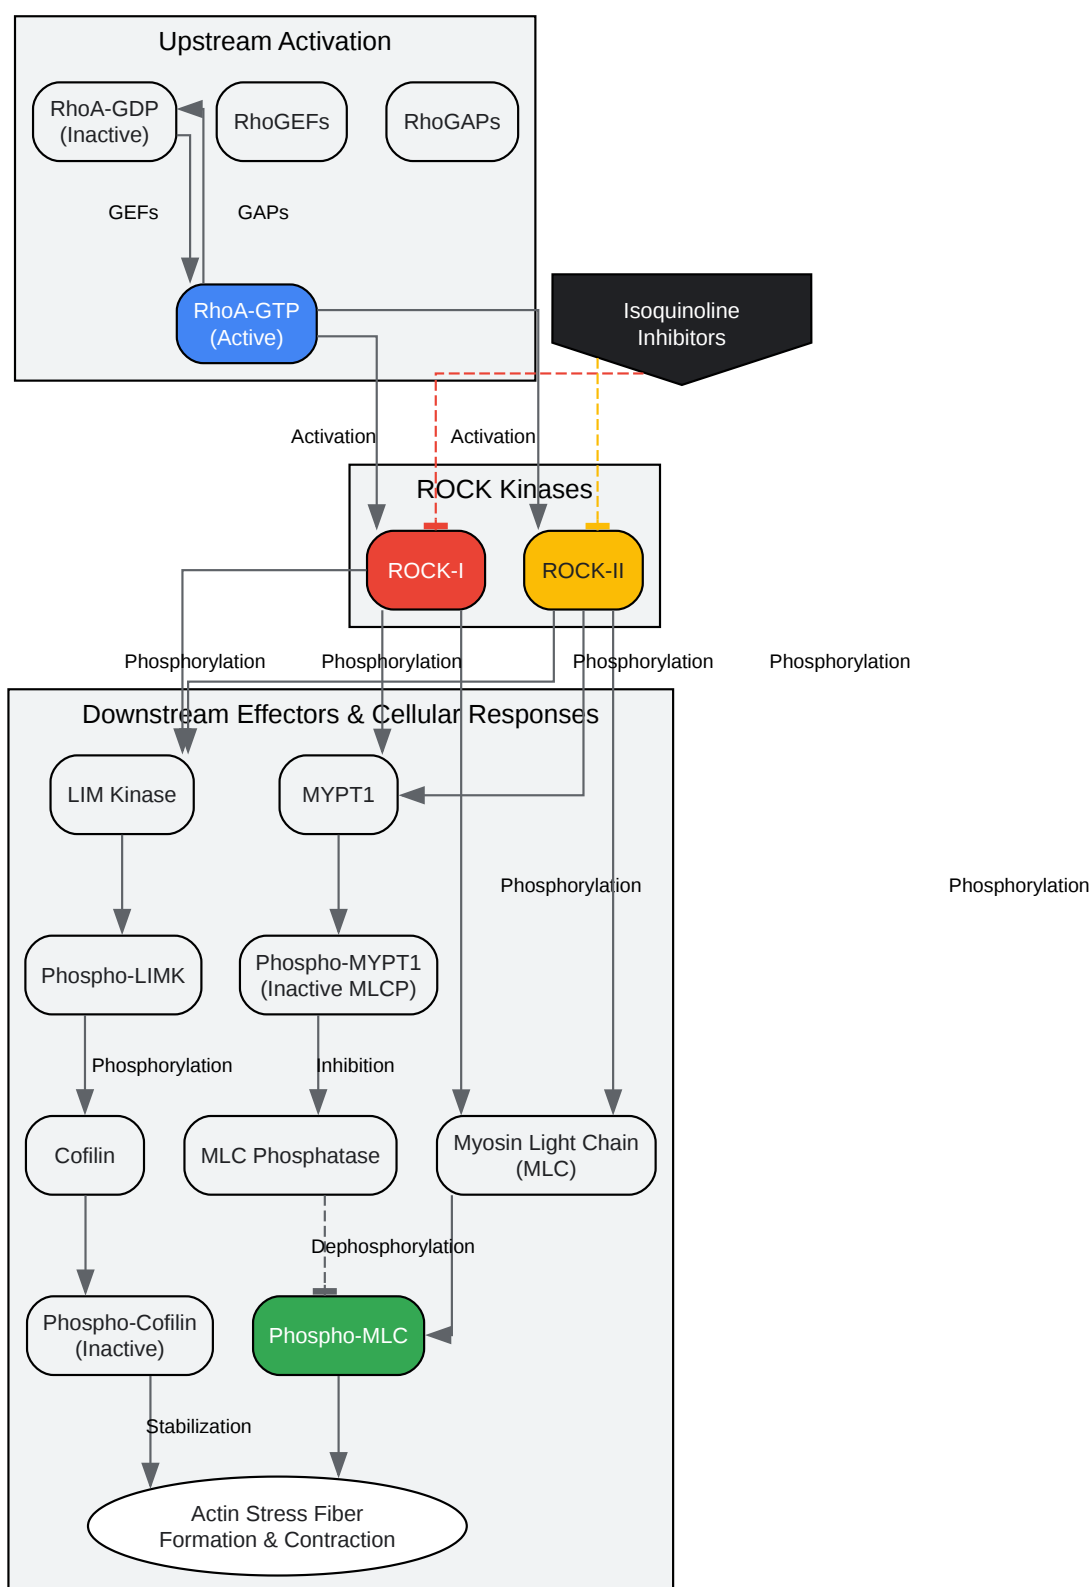 Upstream Activation
RhoA-GDP
(Inactive)
RhoGEFs
RhoGAPs
GEFs
GAPs
RhoA-GTP
(Active)
Isoquinoline
Inhibitors
Activation
Activation
ROCK Kinases
ROCK-I
ROCK-II
Phosphorylation
Phosphorylation
Phosphorylation
Phosphorylation
Downstream Effectors & Cellular Responses
LIM Kinase
MYPT1
Phosphorylation
Phosphorylation
Phospho-LIMK
Phospho-MYPT1
(Inactive MLCP)
Phosphorylation
Inhibition
Cofilin
MLC Phosphatase
Myosin Light Chain
(MLC)
Dephosphorylation
Phospho-Cofilin
(Inactive)
Phospho-MLC
Stabilization
Actin Stress Fiber
Formation & Contraction